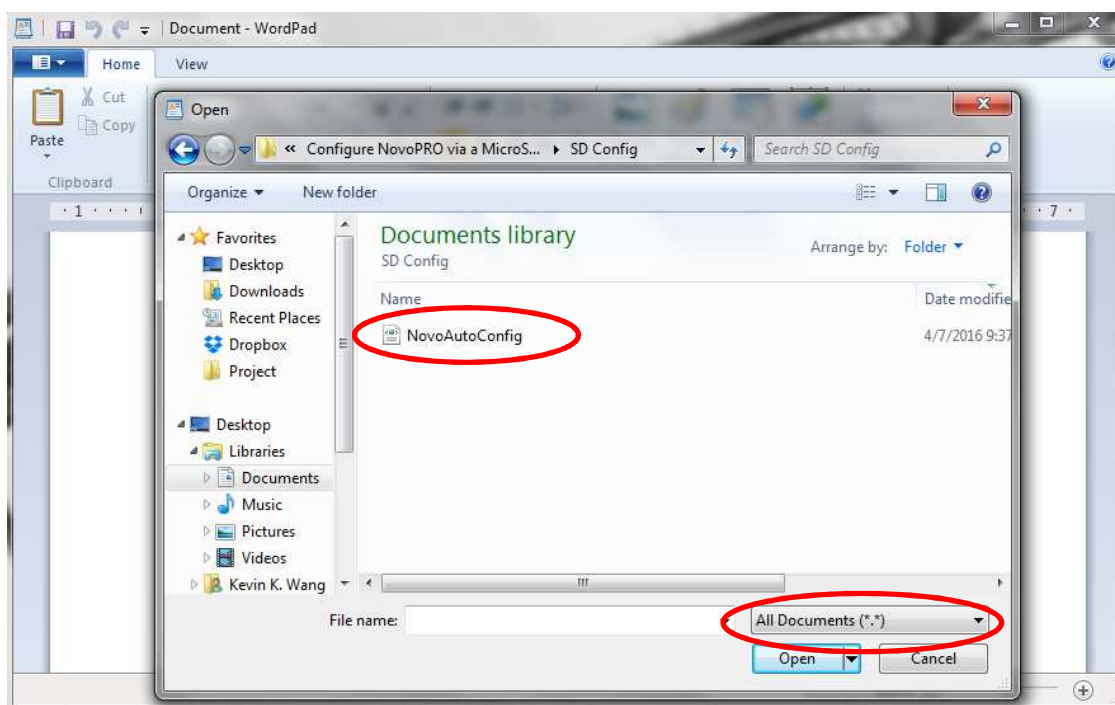 Document - WordPad
Home View
Cut
Copy
Paste
Clipboard
Open
« Configure NovoPRO via a MicroS... SD Config Search SD Config
Organize New folder
1 7
Favorites
Desktop
Downloads
Recent Places
Dropbox
Project
Desktop
Libraries
Documents
Music
Pictures
Videos
Kevin K. Wang
Documents library
SD Config
Arrange by: Folder
Name Date modifie
NovoAutoConfig 4/7/2016 9:37
File name: All Documents (*.*)
Open Cancel